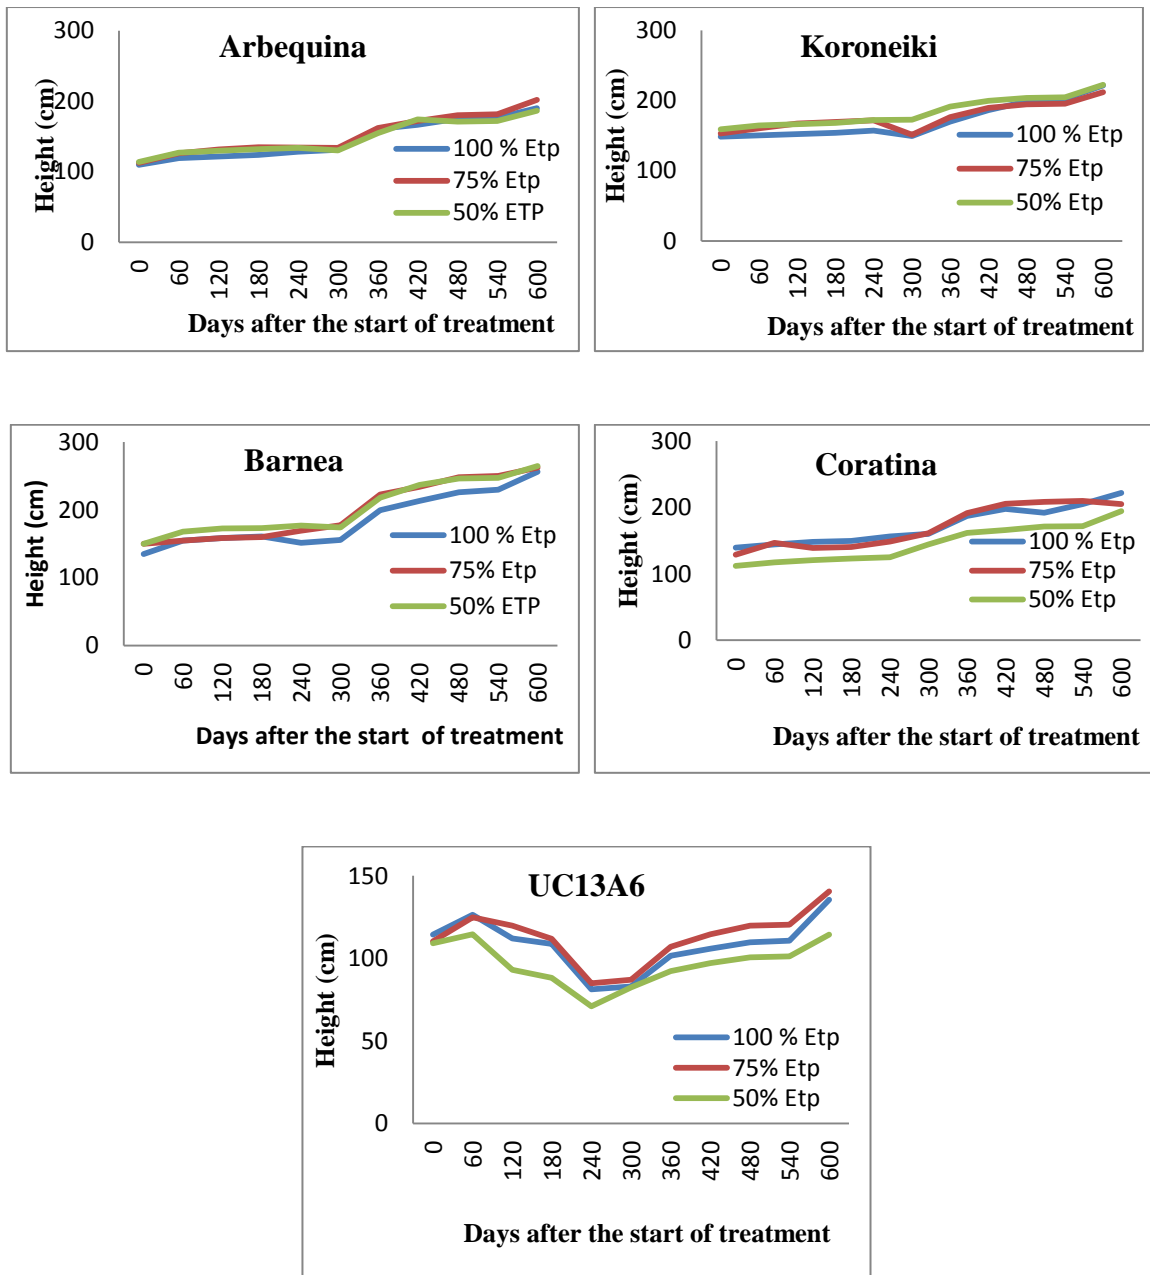 Arbequina
Height (cm)
300
200
100
0
100 % Etp
75% Etp
50% ETP
0 60 120 180 240 300 360 420 480 540 600
Days after the start of treatment
Koroneiki
Height (cm)
300
200
100
0
100 % Etp
75% Etp
50% Etp
0 60 120 180 240 300 360 420 480 540 600
Days after the start of treatment
Barnea
Height (cm)
300
200
100
0
100 % Etp
75% Etp
50% ETP
0 60 120 180 240 300 360 420 480 540 600
Days after the start of treatment
Coratina
Height (cm)
300
200
100
0
100 % Etp
75% Etp
50% Etp
0 60 120 180 240 300 360 420 480 540 600
Days after the start of treatment
UC13A6
Height (cm)
150
100
50
0
100 % Etp
75% Etp
50% Etp
0 60 120 180 240 300 360 420 480 540 600
Days after the start of treatment